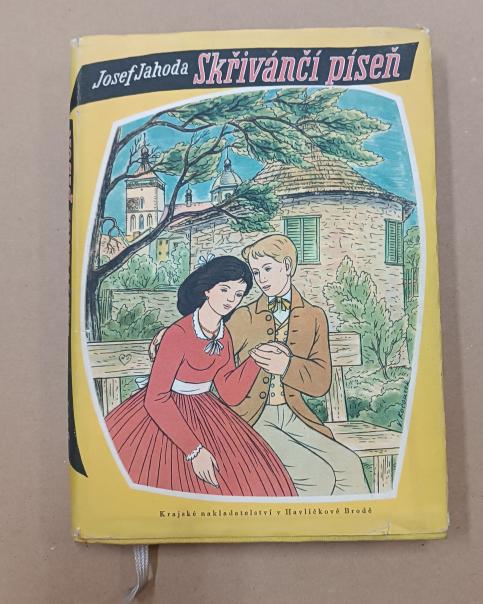 Josef Jahoda Skřivánčí píseň
Krajské nakladatelství v Havlíčkově Brodě